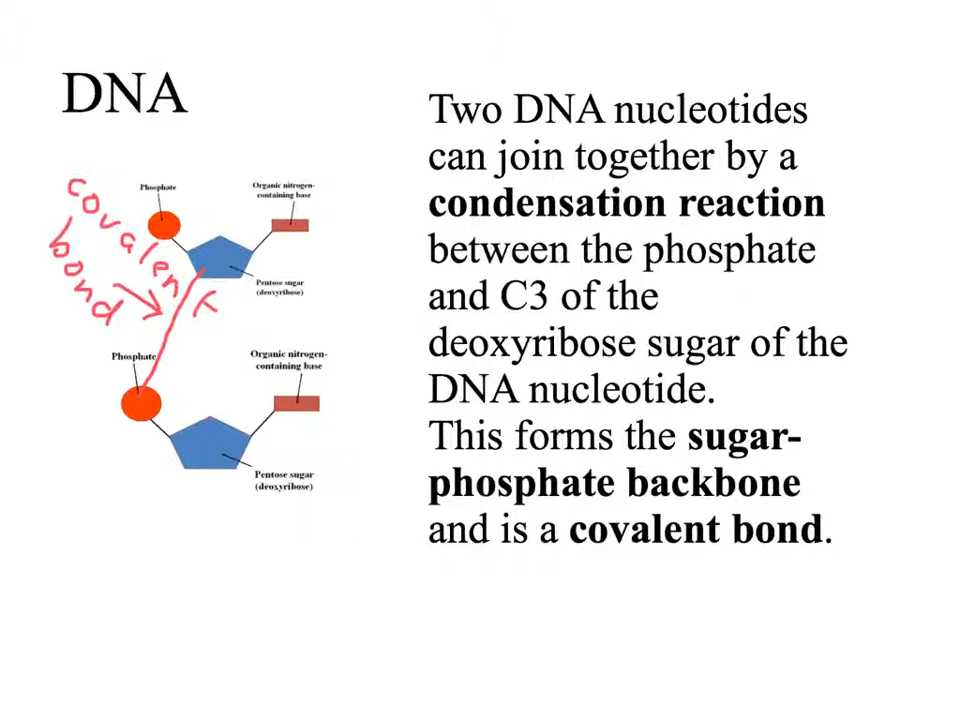 DNA
Two DNA nucleotides
can join together by a
condensation reaction
between the phosphate
and C3 of the
deoxyribose sugar of the
DNA nucleotide.
This forms the sugar-
phosphate backbone
and is a covalent bond.
covalent
bond
Phosphate
Organic nitrogen-
containing base
Pentose sugar
(deoxyribose)
Phosphate
Organic nitrogen-
containing base
Pentose sugar
(deoxyribose)